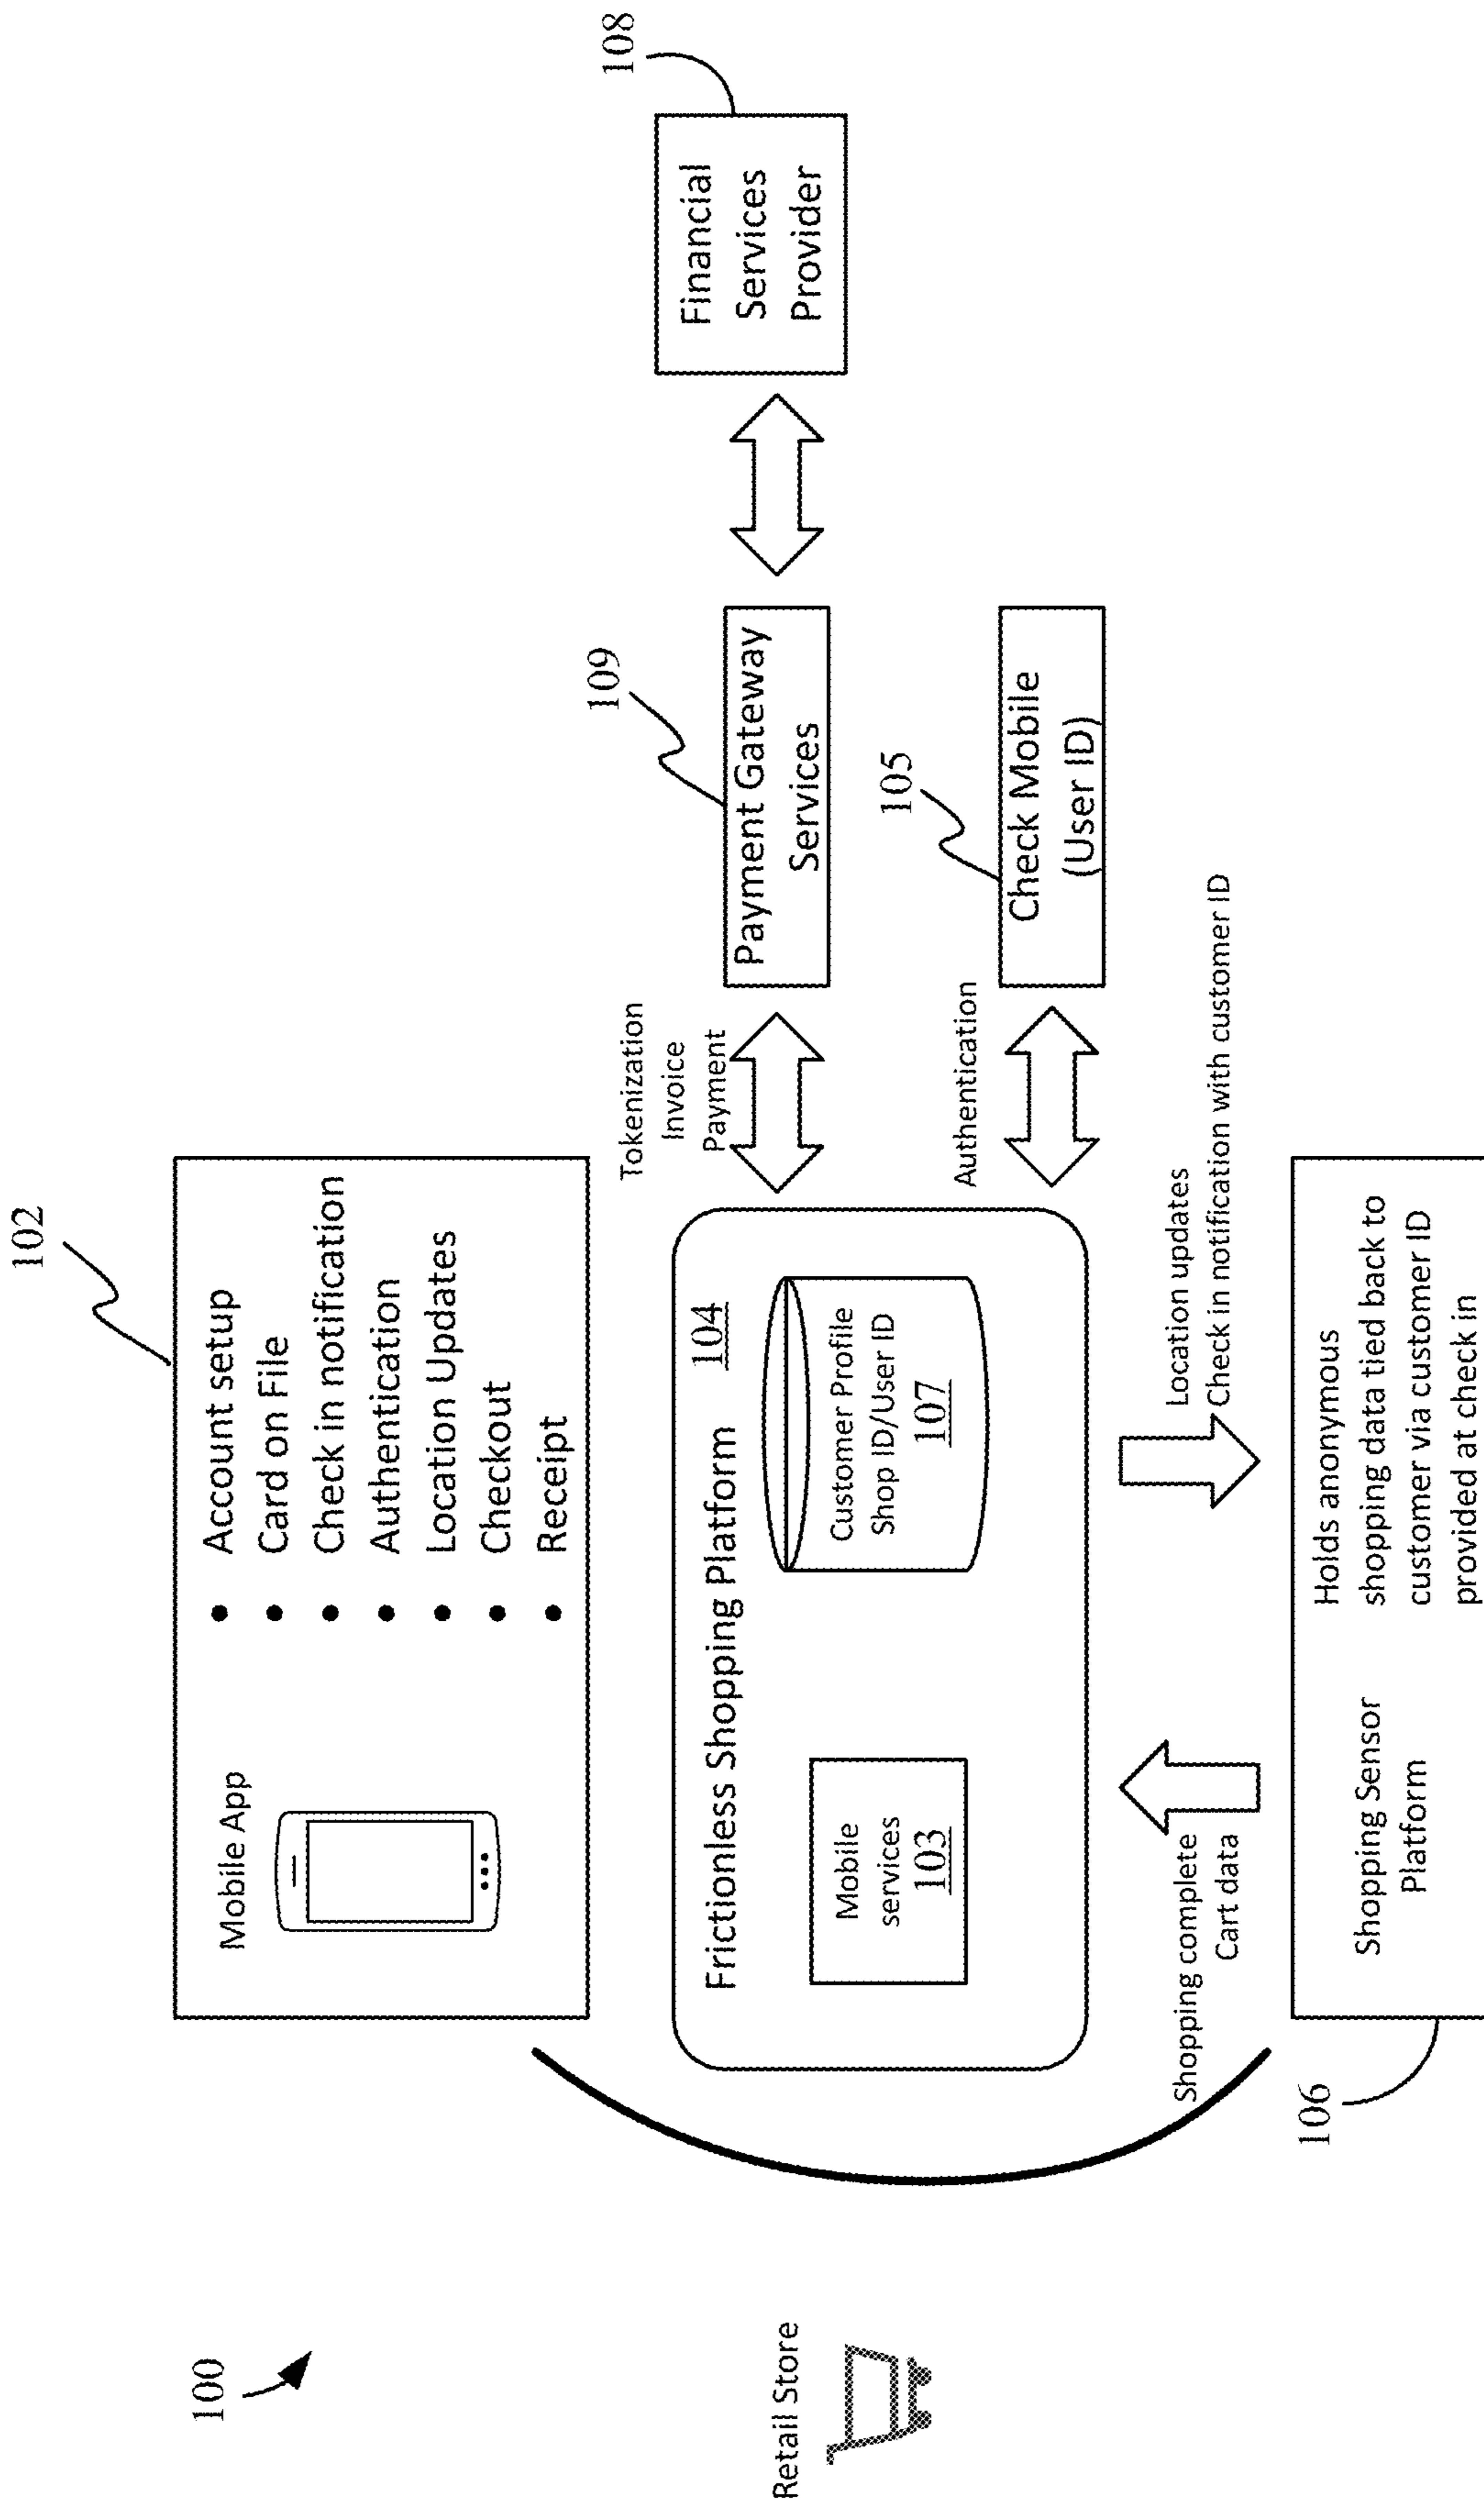 100
102
Mobile App
• Account setup
• Card on File
• Check in notification
• Authentication
• Location Updates
• Checkout
• Receipt
Retail Store
Frictionless Shopping Platform 104
Mobile
services
103
Customer Profile
Shop ID/User ID
107
Tokenization
Invoice
Payment
109
Payment Gateway
Services
108
Financial
Services
Provider
Authentication
105
Check Mobile
(User ID)
Shopping complete
Cart data
Location updates
Check in notification with customer ID
106
Shopping Sensor
Platform
Holds anonymous
shopping data tied back to
customer via customer ID
provided at check in